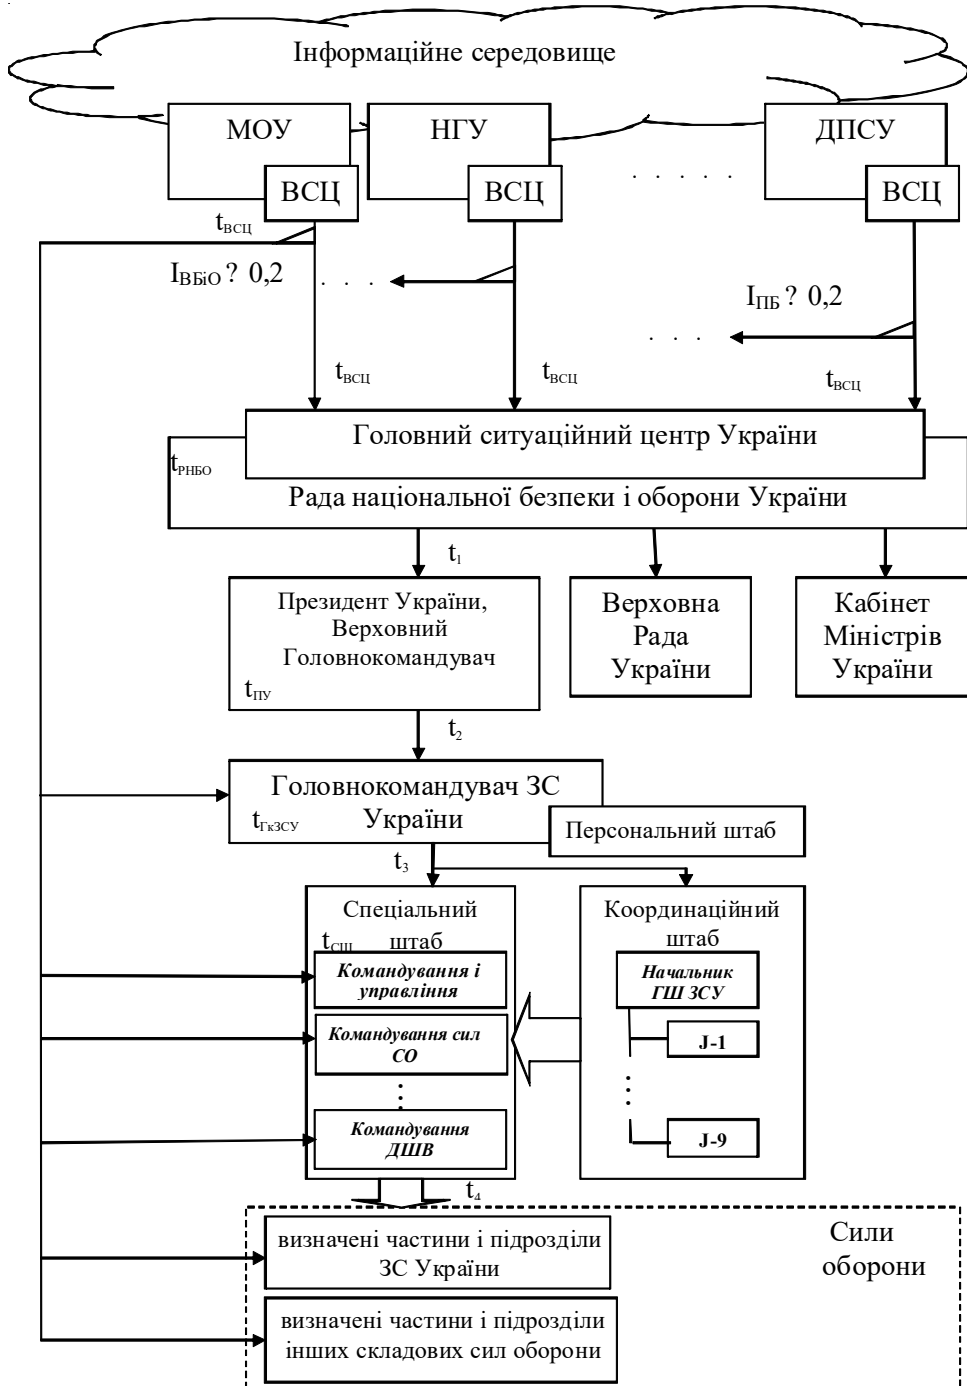 Інформаційне середовище
МОУ
НГУ
ДПСУ
ВСЦ
ВСЦ
. . . . .
ВСЦ
tВСЦ
IВБіО ? 0,2
. . .
IПБ ? 0,2
. . .
tВСЦ
tВСЦ
tВСЦ
Головний ситуаційний центр України
tРНБО
Рада національної безпеки і оборони України
t1
Президент України,
Верховний
Головнокомандувач
tПУ
Верховна
Рада
України
Кабінет
Міністрів
України
t2
Головнокомандувач ЗС
України
tГкЗСУ
Персональний штаб
t3
Спеціальний
штаб
tСШ
Командування і
управління
Командування сил
СО
Командування
ДШВ
Координаційний
штаб
Начальник
ГШ ЗСУ
J-1
J-9
t4
Сили
оборони
визначені частини і підрозділи
ЗС України
визначені частини і підрозділи
інших складових сил оборони